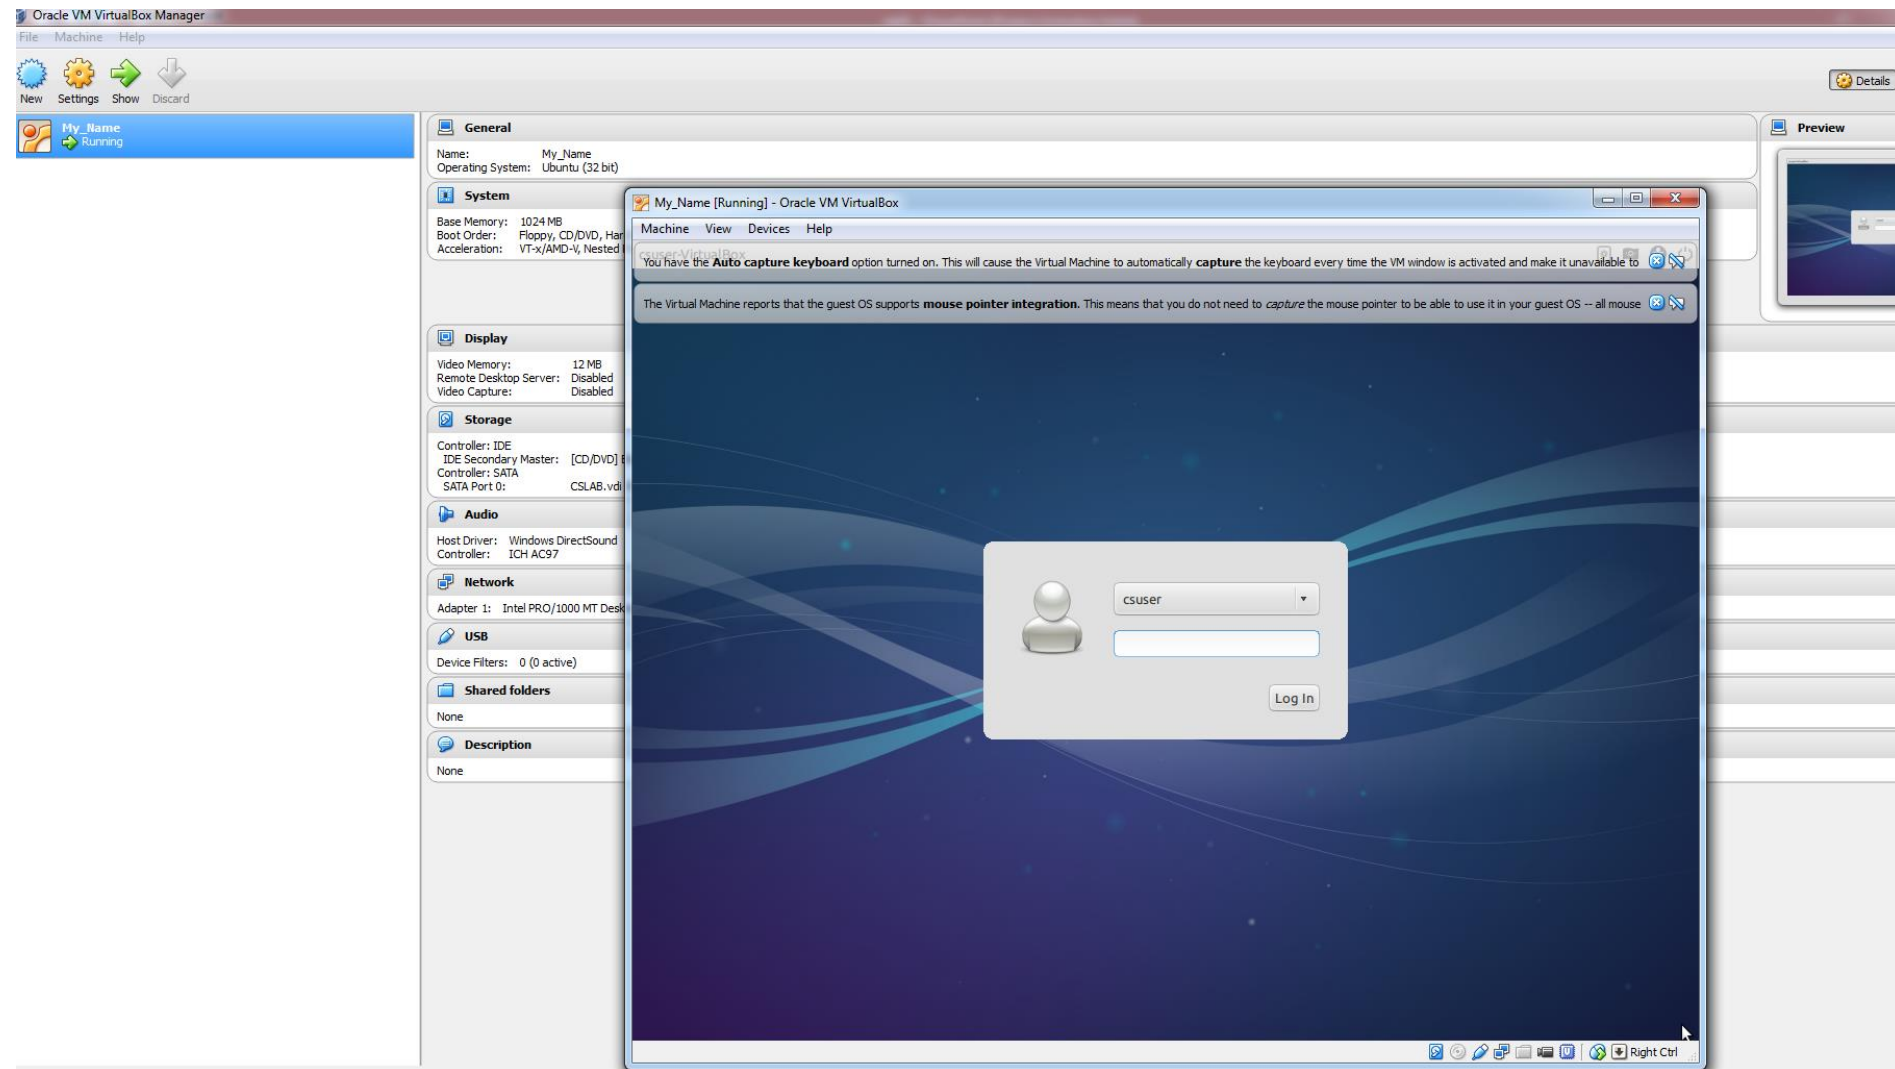 Oracle VM VirtualBox Manager
File Machine Help
New Settings Show Discard
Details
My_Name
Running
General
Name: My_Name
Operating System: Ubuntu (32 bit)
System
Base Memory: 1024 MB
Boot Order: Floppy, CD/DVD, Har
Acceleration: VT-x/AMD-V, Nested
Display
Video Memory: 12 MB
Remote Desktop Server: Disabled
Video Capture: Disabled
Storage
Controller: IDE
IDE Secondary Master: [CD/DVD]
Controller: SATA
SATA Port 0: CSLAB.vdi
Audio
Host Driver: Windows DirectSound
Controller: ICH AC97
Network
Adapter 1: Intel PRO/1000 MT Desk
USB
Device Filters: 0 (0 active)
Shared folders
None
Description
None
Preview
My_Name [Running] - Oracle VM VirtualBox
Machine View Devices Help
csuser-VirtualBox
You have the Auto capture keyboard option turned on. This will cause the Virtual Machine to automatically capture the keyboard every time the VM window is activated and make it unavailable to
The Virtual Machine reports that the guest OS supports mouse pointer integration. This means that you do not need to capture the mouse pointer to be able to use it in your guest OS -- all mouse
csuser
Log In
Right Ctrl